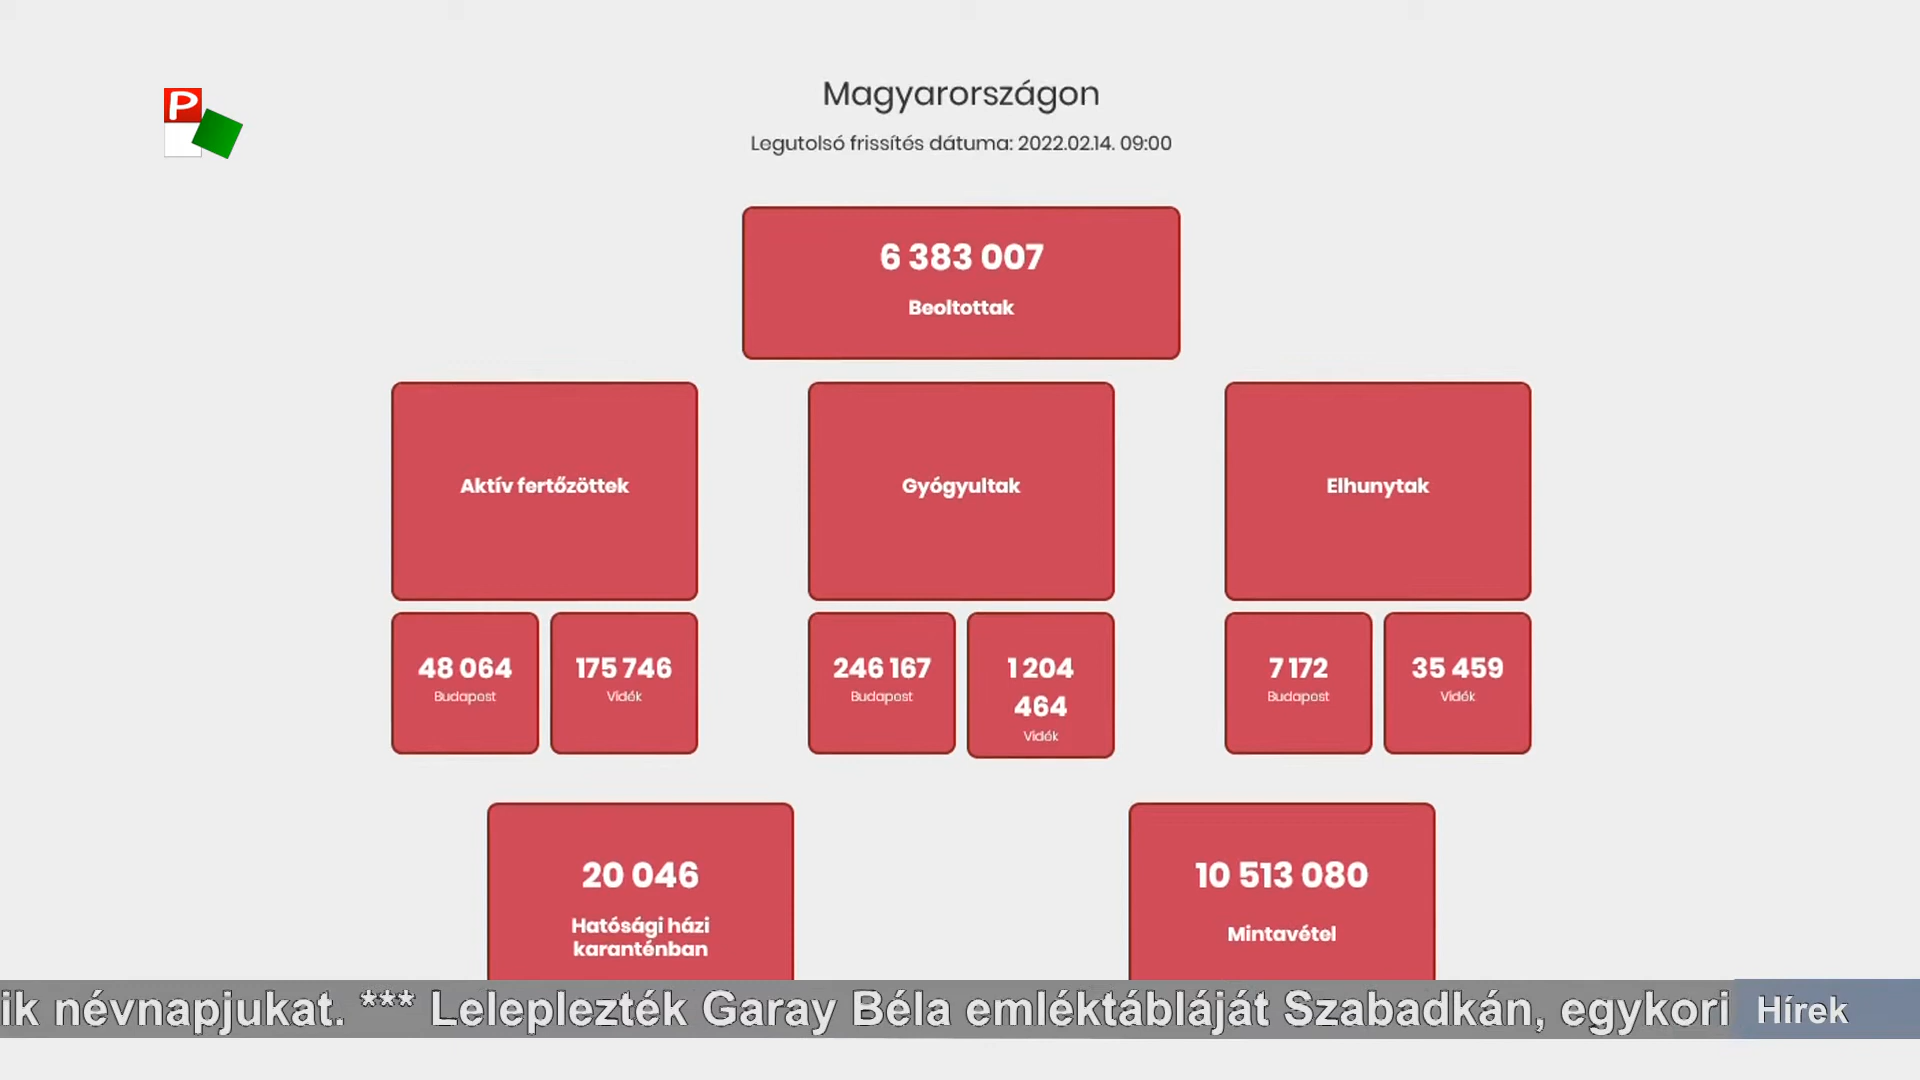 P
Magyarországon
Legutolsó frissítés dátuma: 2022.02.14. 09:00
6 383 007
Beoltottak
Aktív fertőzöttek
Gyógyultak
Elhunytak
48 064
Budapest
175 746
Vidék
246 167
Budapest
1 204
464
Vidék
7 172
Budapest
35 459
Vidék
20 046
Hatósági házi
karanténban
10 513 080
Mintavétel
ik névnapjukat. *** Leleplezték Garay Béla emléktábláját Szabadkán, egykori
Hírek